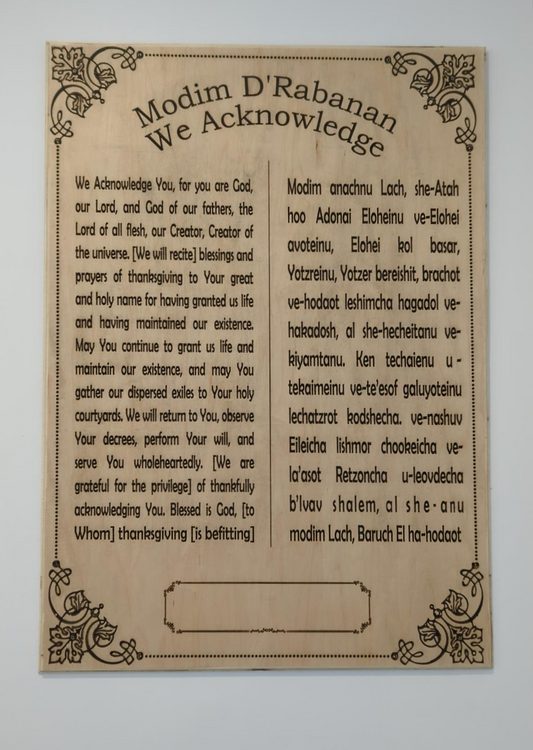 Modim D'Rabanan
We Acknowledge
We Acknowledge You, for you are God,
our Lord, and God of our fathers, the
Lord of all flesh, our Creator, Creator of
the universe. [We will recite] blessings and
prayers of thanksgiving to Your great
and holy name for having granted us life
and having maintained our existence.
May You continue to grant us life and
maintain our existence, and may You
gather our dispersed exiles to Your holy
courtyards. We will return to You, observe
Your decrees, perform Your will, and
serve You wholeheartedly. [We are
grateful for the privilege] of thankfully
acknowledging You. Blessed is God, [to
Whom] thanksgiving [is befitting]
Modim anachnu Lach, she-Atah
hoo Adonai Eloheinu ve-Elohei
avoteinu, Elohei kol basar,
Yotzreinu, Yotzer bereishit, brachot
ve-hodaot leshimcha hagadol ve-
hakadosh, al she-hecheitanu ve-
kiyamtanu. Ken techaienu u -
tekaimeinu ve-te'esof galuyoteinu
lechatzrot kodshecha. ve-nashuv
Eileicha lishmor chookeicha ve-
la'asot Retzoncha u-leovdecha
b'lvav shalem, al she-anu
modim Lach, Baruch El ha-hodaot